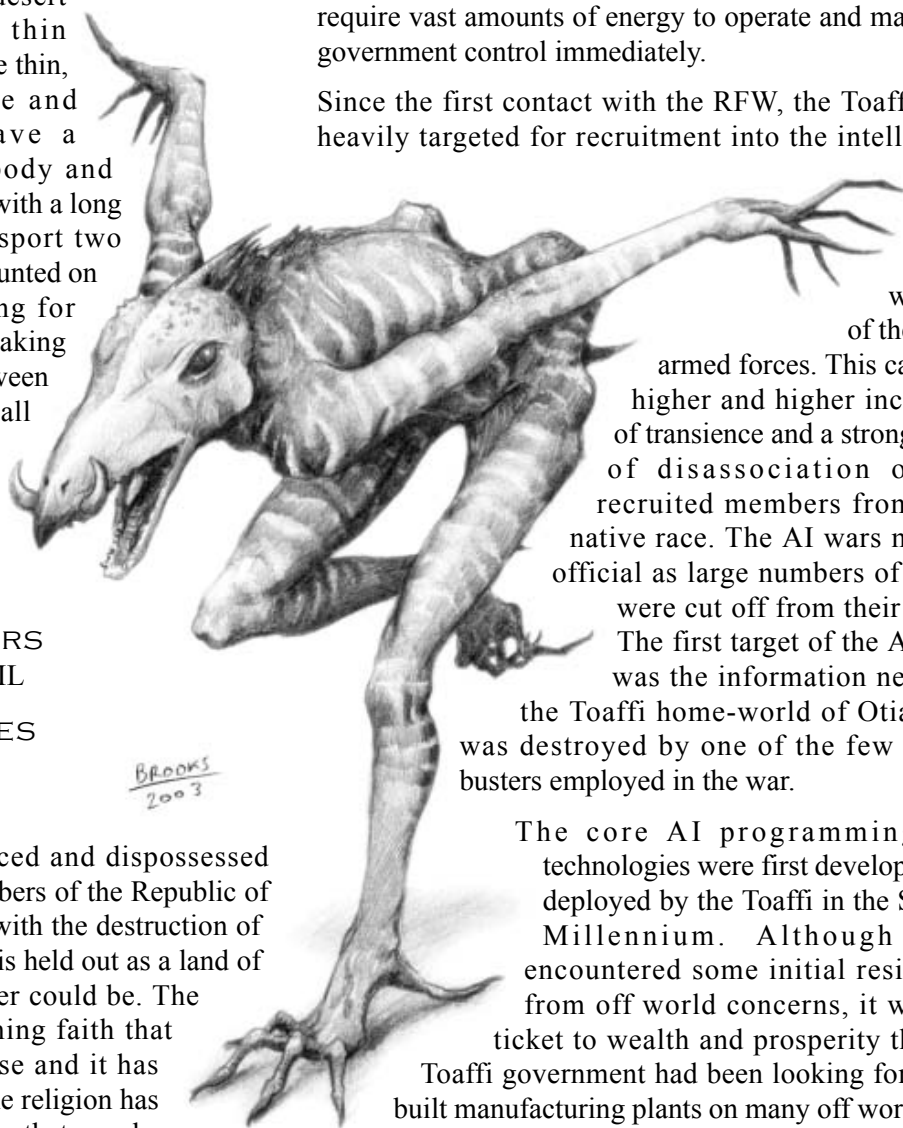 desert
thin
e thin,
e and
ave a
body and
with a long
sport two
unted on
ng for
aking
ween
all
RS
IL
ES
BROOKS
2003
ced and dispossessed
bers of the Republic of
with the destruction of
is held out as a land of
er could be. The
ning faith that
se and it has
e religion has
require vast amounts of energy to operate and ma
government control immediately.
Since the first contact with the RFW, the Toaff
heavily targeted for recruitment into the intell
w
of the
armed forces. This ca
higher and higher inc
of transience and a strong
of disassociation o
recruited members from
native race. The AI wars m
official as large numbers of
were cut off from their
The first target of the A
was the information ne
the Toaffi home-world of Otia
was destroyed by one of the few
busters employed in the war.
The core AI programming
technologies were first develop
deployed by the Toaffi in the S
Millennium. Although
encountered some initial resi
from off world concerns, it w
ticket to wealth and prosperity th
Toaffi government had been looking for
built manufacturing plants on many off wor